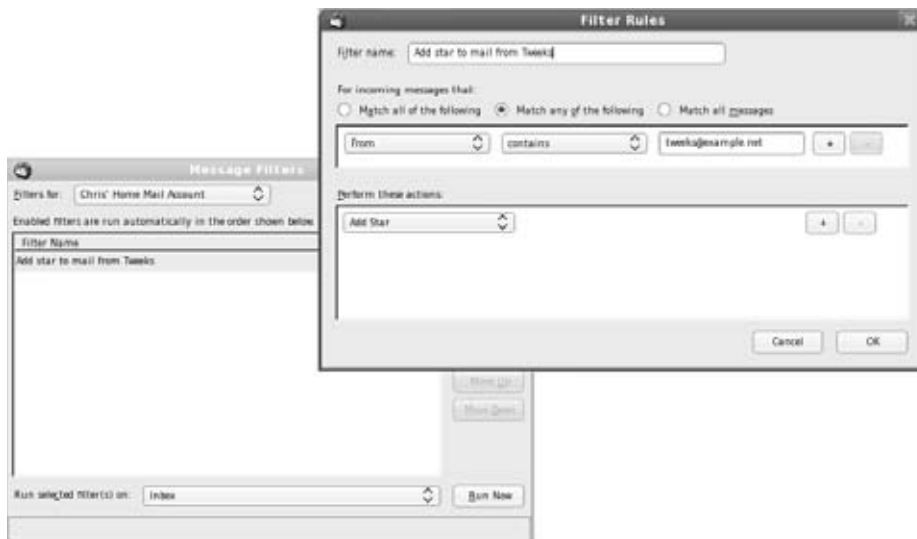 Filter Rules
Filter name: Add star to mail from Tweeks
For incoming messages that:
Match all of the following Match any of the following Match all messages
From contains tweeks@example.net + -
Perform these actions:
Add Star + -
Cancel OK
Message Filters
Filters for: Chris' Home Mail Account
Enabled filters are run automatically in the order shown below
Filter Name
Add star to mail from Tweeks
Move Up
Move Down
Run selected filter(s) on: Inbox Run Now